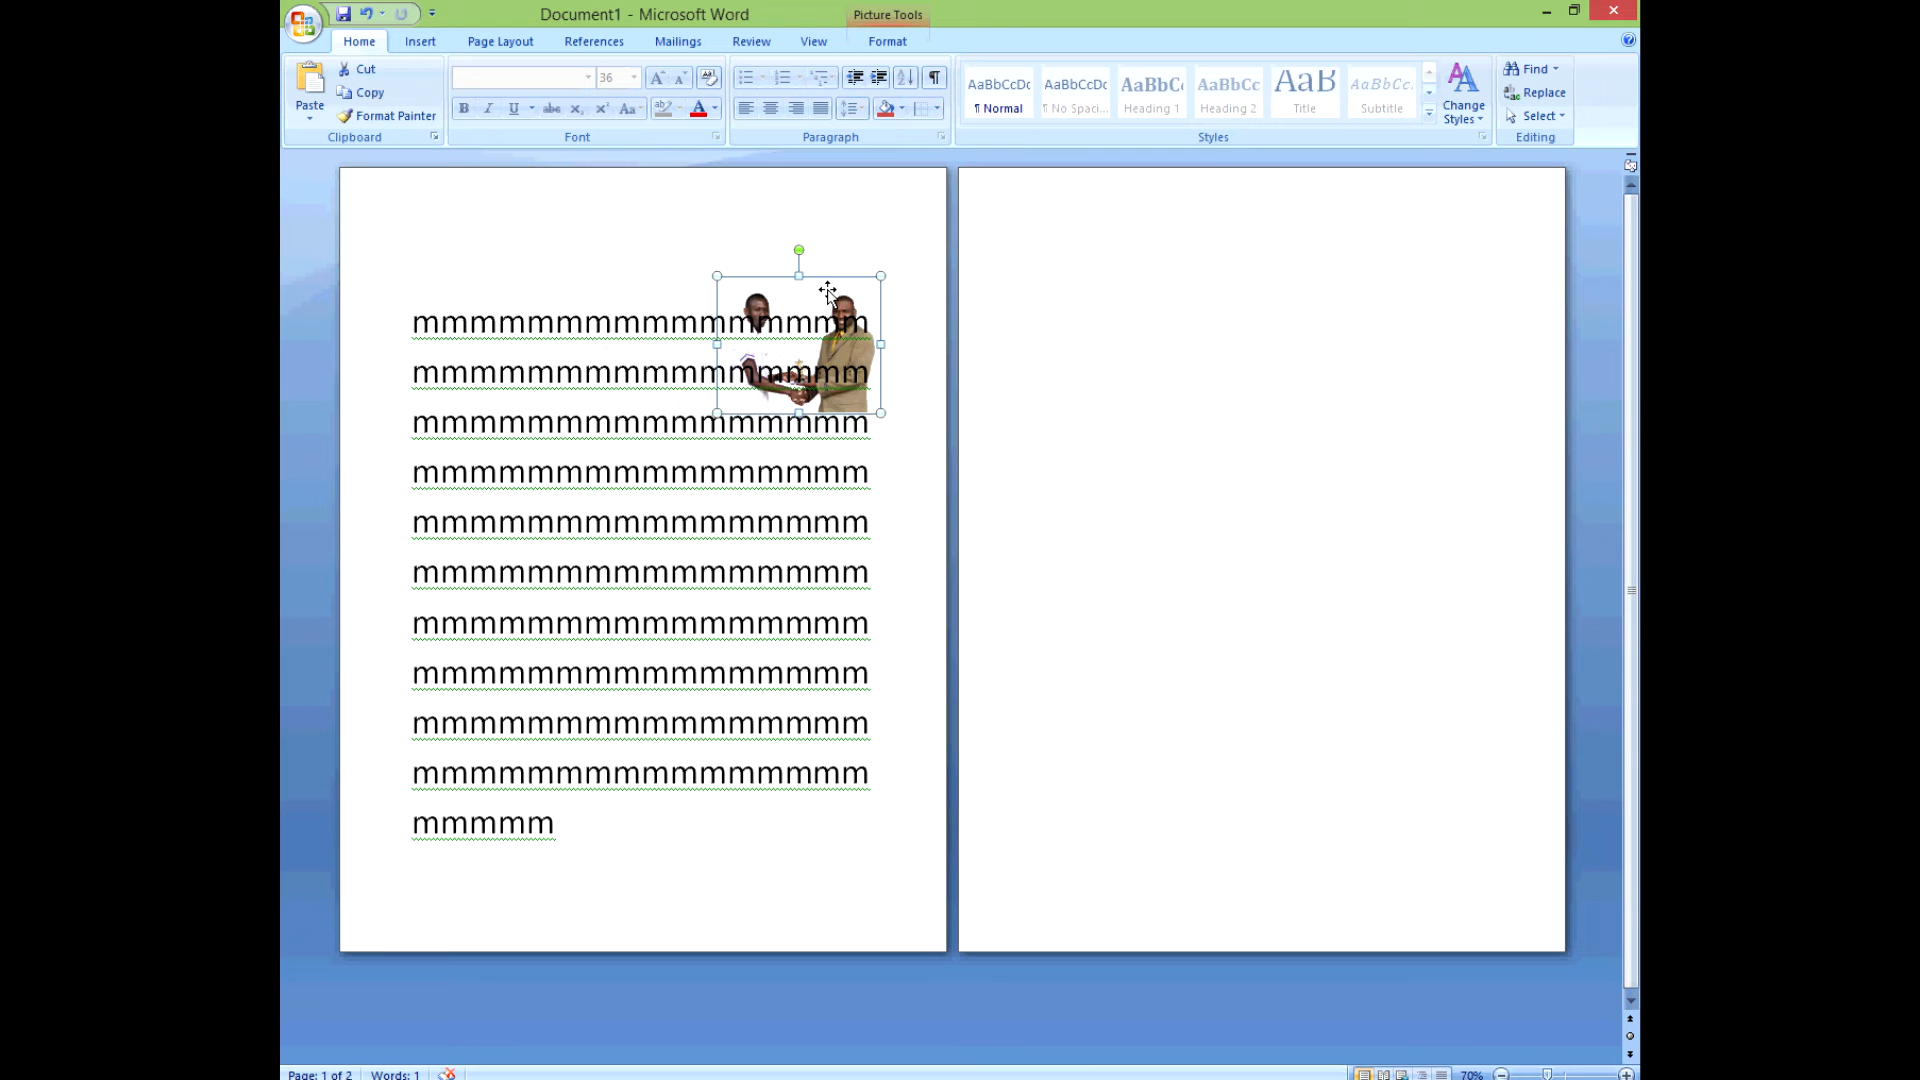 Document1 - Microsoft Word
Picture Tools
Home Insert Page Layout References Mailings Review View Format
Paste
Cut
Copy
Format Painter
Clipboard
36
Font
Paragraph
AaBbCcDc AaBbCcDc AaBbC AaBbCc AaB AaBbCc.
¶ Normal ¶ No Spaci... Heading 1 Heading 2 Title Subtitle
Change Styles
Styles
Find
Replace
Select
Editing
mmmmmmmmmmmmmmmm
mmmmmmmmmmmmmmmm
mmmmmmmmmmmmmmmm
mmmmmmmmmmmmmmmm
mmmmmmmmmmmmmmmm
mmmmmmmmmmmmmmmm
mmmmmmmmmmmmmmmm
mmmmmmmmmmmmmmmm
mmmmmmmmmmmmmmmm
mmmmmmmmmmmmmmmm
mmmmm
Page: 1 of 2 Words: 1 70%